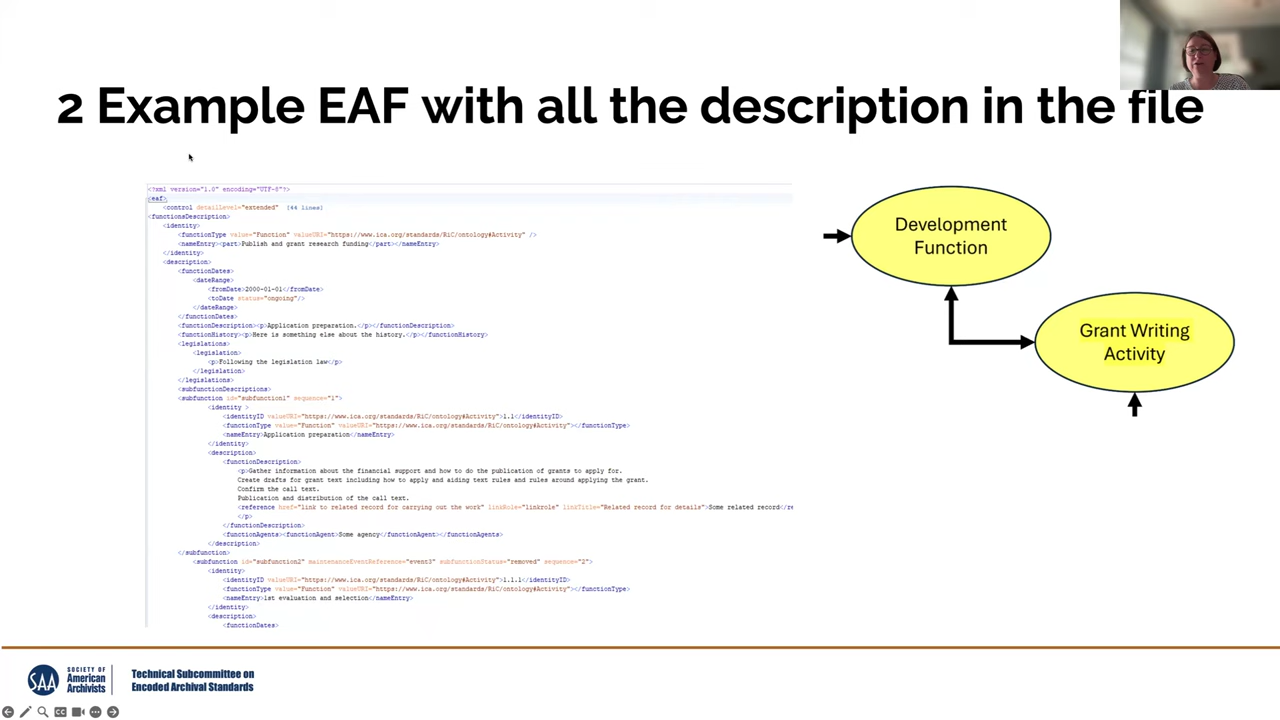 2 Example EAF with all the description in the file
<?xml version="1.0" encoding="UTF-8"?>
<eaf>
<control detailLevel="extended" [44 lines]
<functionsDescription>
<identity>
<functionType value="Function" valueURI="https://www.ica.org/standards/RiC/ontology#Activity" />
<nameEntry><part>Publish and grant research funding</part></nameEntry>
</identity>
<description>
<functionDates>
<dateRange>
<fromDate>2000-01-01</fromDate>
<toDate status="ongoing"/>
</dateRange>
</functionDates>
<functionDescription><p>Application preparation.</p></functionDescription>
<functionHistory><p>Here is something else about the history.</p></functionHistory>
<legislations>
<legislation>
<p>Following the legislation law</p>
</legislation>
</legislations>
<subfunctionDescriptions>
<subfunction id="subfunction1" sequence="1">
<identity >
<identityID valueURI="https://www.ica.org/standards/RiC/ontology#Activity">1.1</identityID>
<functionType value="Function" valueURI="https://www.ica.org/standards/RiC/ontology#Activity"></functionType>
<nameEntry>Application preparation</nameEntry>
</identity>
<description>
<functionDescription>
<p>Gather information about the financial support and how to do the publication of grants to apply for.
Create drafts for grant text including how to apply and aiding text rules and rules around applying the grant.
Confirm the call text.
Publication and distribution of the call text.
<reference href="link to related record for carrying out the work" linkRole="linkrole" linkTitle="Related record for details">Some related record</re
</p>
</functionDescription>
<functionAgents><functionAgent>Some agency</functionAgent></functionAgents>
</description>
</subfunction>
<subfunction id="subfunction2" maintenanceEventReference="event3" subfunctionStatus="removed" sequence="2">
<identity>
<identityID valueURI="https://www.ica.org/standards/RiC/ontology#Activity">1.1.1</identityID>
<functionType value="Function" valueURI="https://www.ica.org/standards/RiC/ontology#Activity"></functionType>
<nameEntry>1st evaluation and selection</nameEntry>
</identity>
<description>
<functionDates>
Development
Function
Grant Writing
Activity
SAA
SOCIETY OF
American
Archivists
Technical Subcommittee on
Encoded Archival Standards